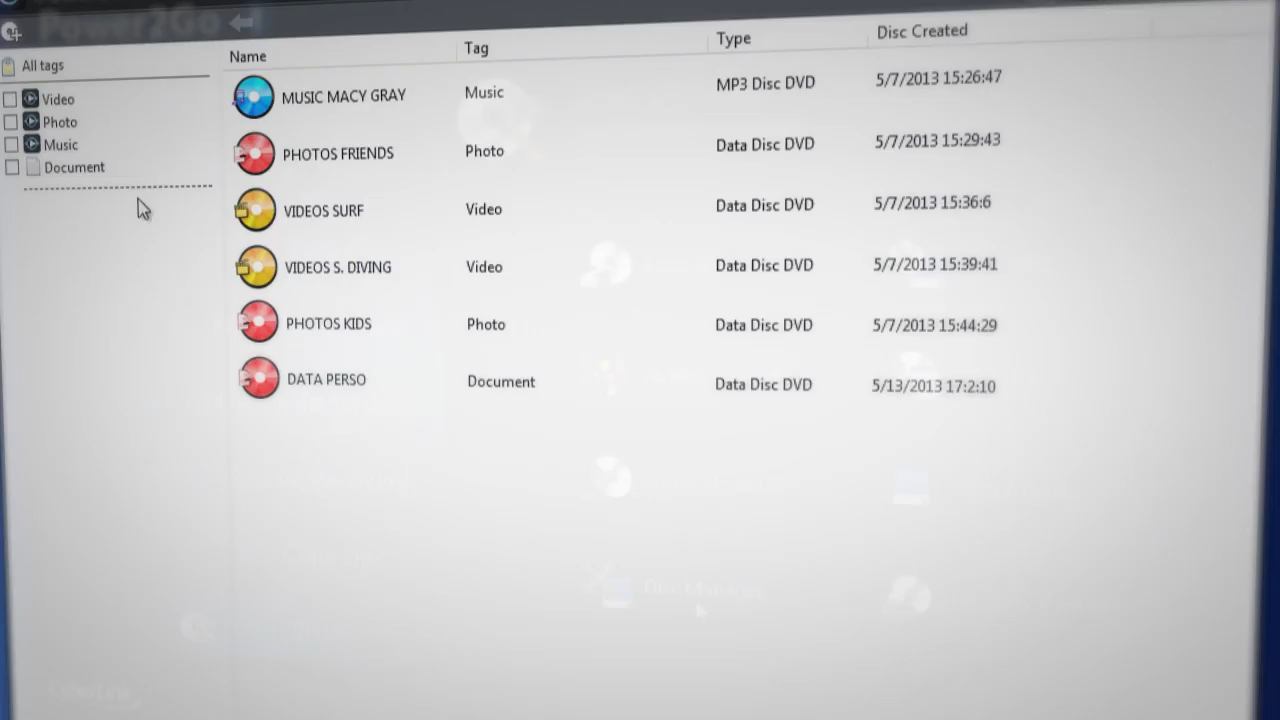 Power2Go
All tags
Video
Photo
Music
Document
Name Tag Type Disc Created
MUSIC MACY GRAY Music MP3 Disc DVD 5/7/2013 15:26:47
PHOTOS FRIENDS Photo Data Disc DVD 5/7/2013 15:29:43
VIDEOS SURF Video Data Disc DVD 5/7/2013 15:36:6
VIDEOS S. DIVING Video Data Disc DVD 5/7/2013 15:39:41
PHOTOS KIDS Photo Data Disc DVD 5/7/2013 15:44:29
DATA PERSO Document Data Disc DVD 5/13/2013 17:2:10
Disc Manager
CyberLink